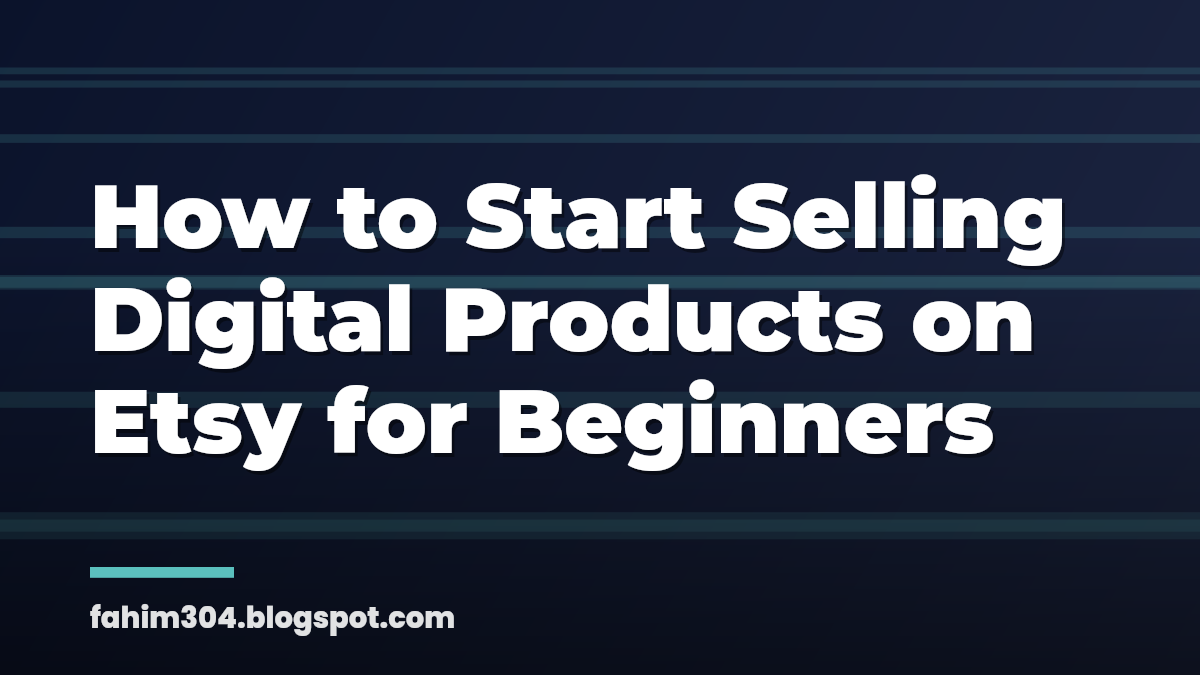 How to Start Selling
Digital Products on
Etsy for Beginners
fahim304.blogspot.com